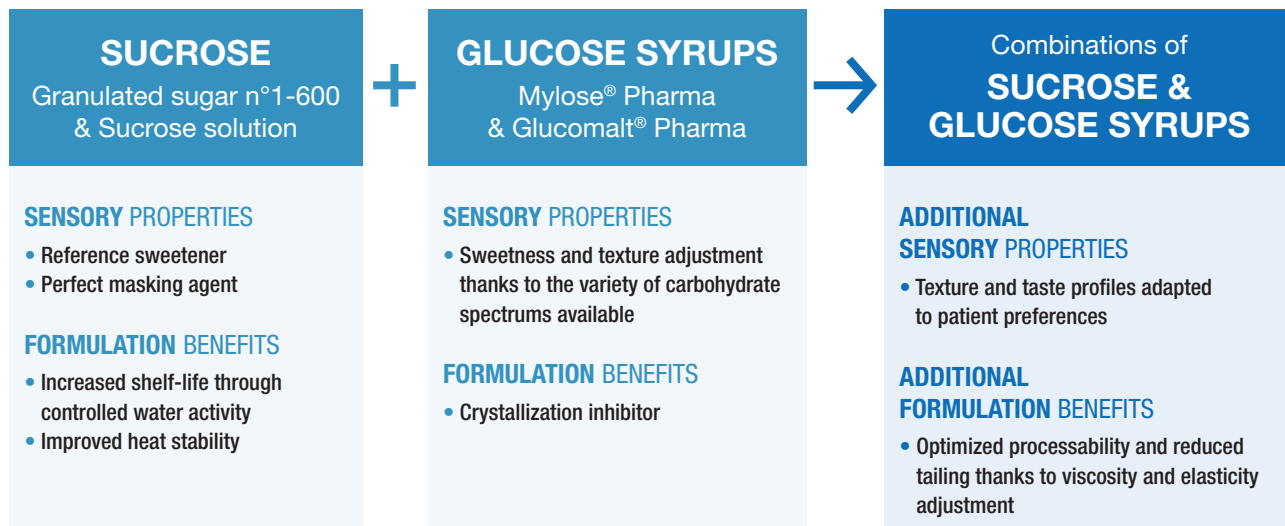 SUCROSE
Granulated sugar n°1-600
& Sucrose solution
SENSORY PROPERTIES
• Reference sweetener
• Perfect masking agent
FORMULATION BENEFITS
• Increased shelf-life through
controlled water activity
• Improved heat stability
+
GLUCOSE SYRUPS
Mylose® Pharma
& Glucomalt® Pharma
SENSORY PROPERTIES
• Sweetness and texture adjustment
thanks to the variety of carbohydrate
spectrums available
FORMULATION BENEFITS
• Crystallization inhibitor
→
Combinations of
SUCROSE &
GLUCOSE SYRUPS
ADDITIONAL
SENSORY PROPERTIES
• Texture and taste profiles adapted
to patient preferences
ADDITIONAL
FORMULATION BENEFITS
• Optimized processability and reduced
tailing thanks to viscosity and elasticity
adjustment